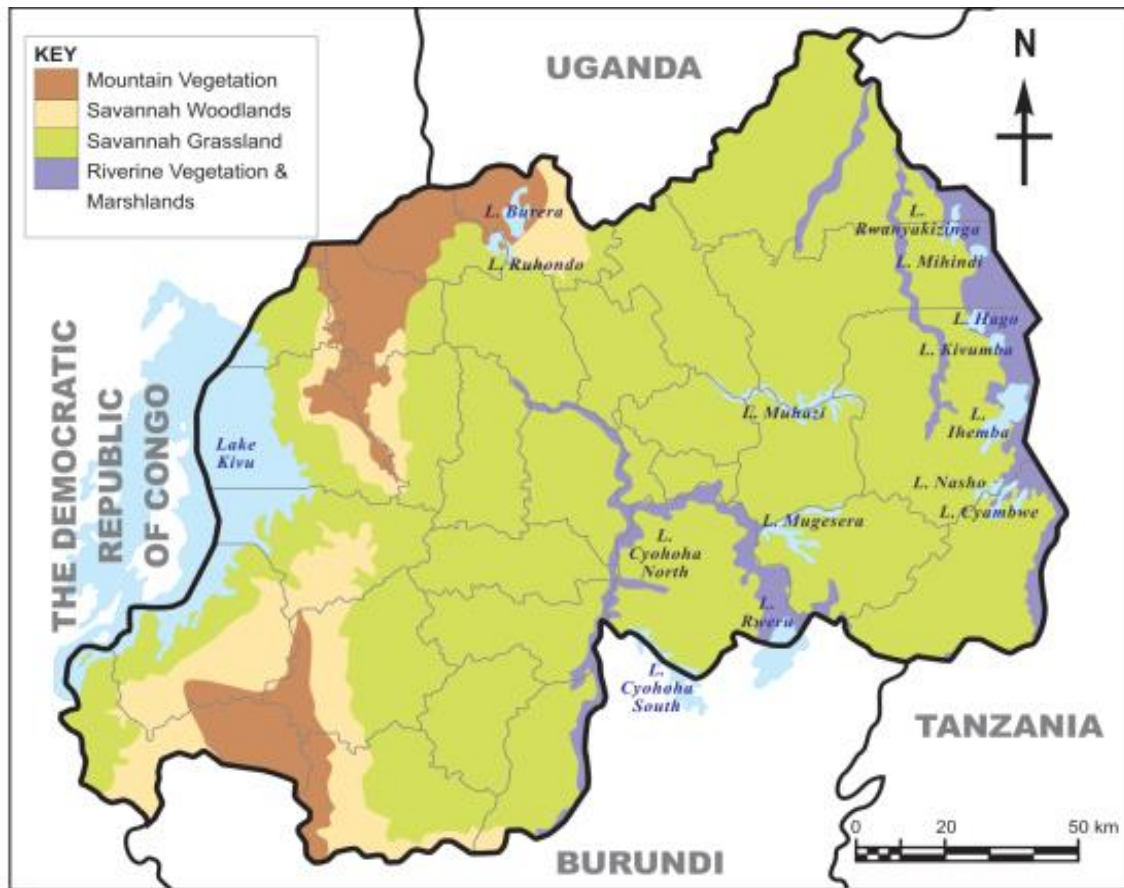 KEY
Mountain Vegetation
Savannah Woodlands
Savannah Grassland
Riverine Vegetation &
Marshlands
UGANDA
N
L. Burera
L. Ruhondo
L.
Rwanyakizinga
L. Mihindi
L. Hago
L. Kivumba
L.
Ihemba
L. Muhazi
THE DEMOCRATIC
REPUBLIC
OF CONGO
Lake
Kivu
L. Nasho
L. Cyambwe
L. Mugesera
L.
Cyohoha
North
L.
Rweru
L.
Cyohoha
South
TANZANIA
BURUNDI
0 20 50 km